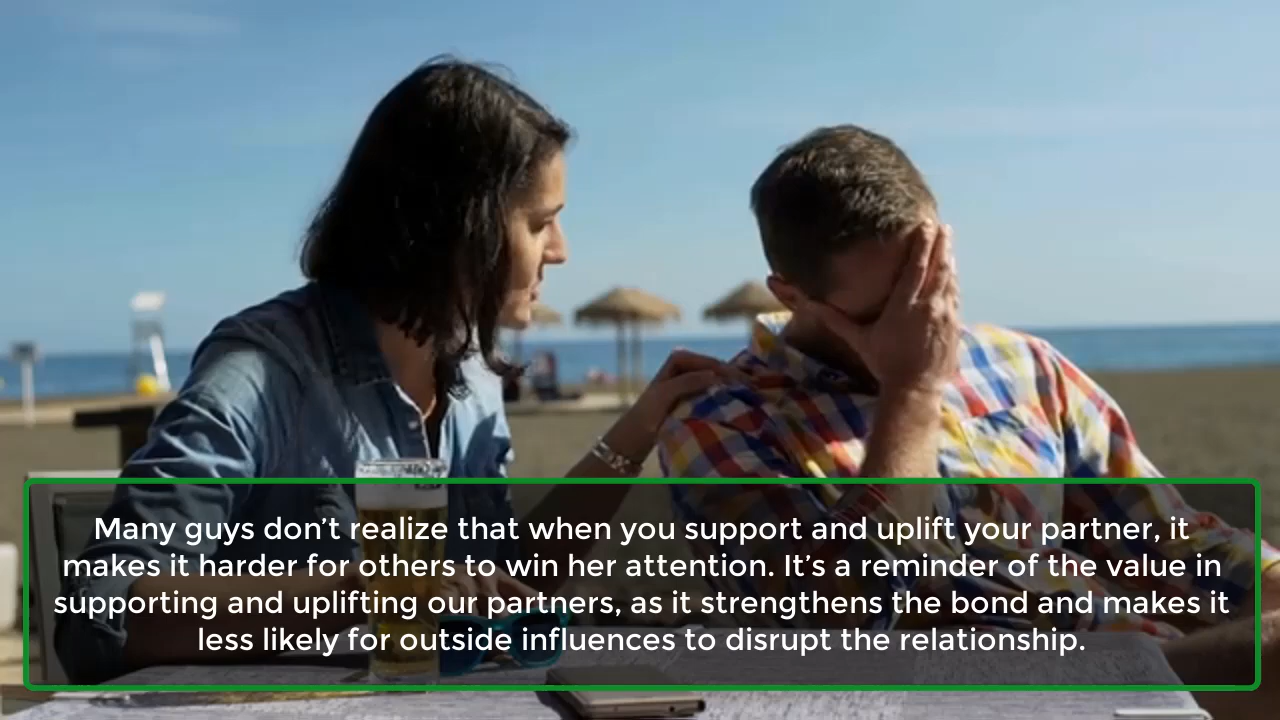 Many guys don’t realize that when you support and uplift your partner, it
makes it harder for others to win her attention. It’s a reminder of the value in
supporting and uplifting our partners, as it strengthens the bond and makes it
less likely for outside influences to disrupt the relationship.